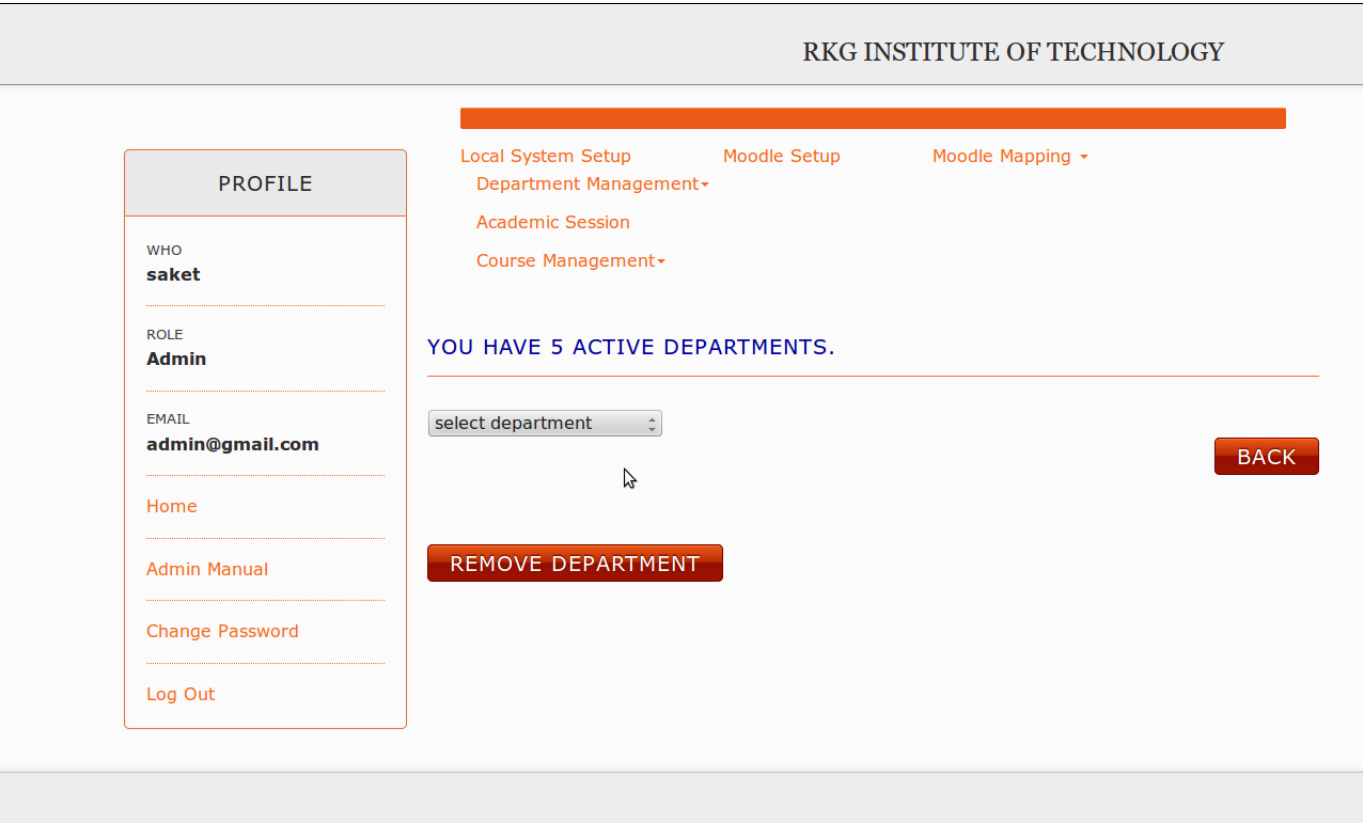 RKG INSTITUTE OF TECHNOLOGY
PROFILE
WHO
saket
ROLE
Admin
EMAIL
admin@gmail.com
Home
Admin Manual
Change Password
Log Out
Local System Setup Moodle Setup Moodle Mapping
Department Management
Academic Session
Course Management
YOU HAVE 5 ACTIVE DEPARTMENTS.
select department
BACK
REMOVE DEPARTMENT